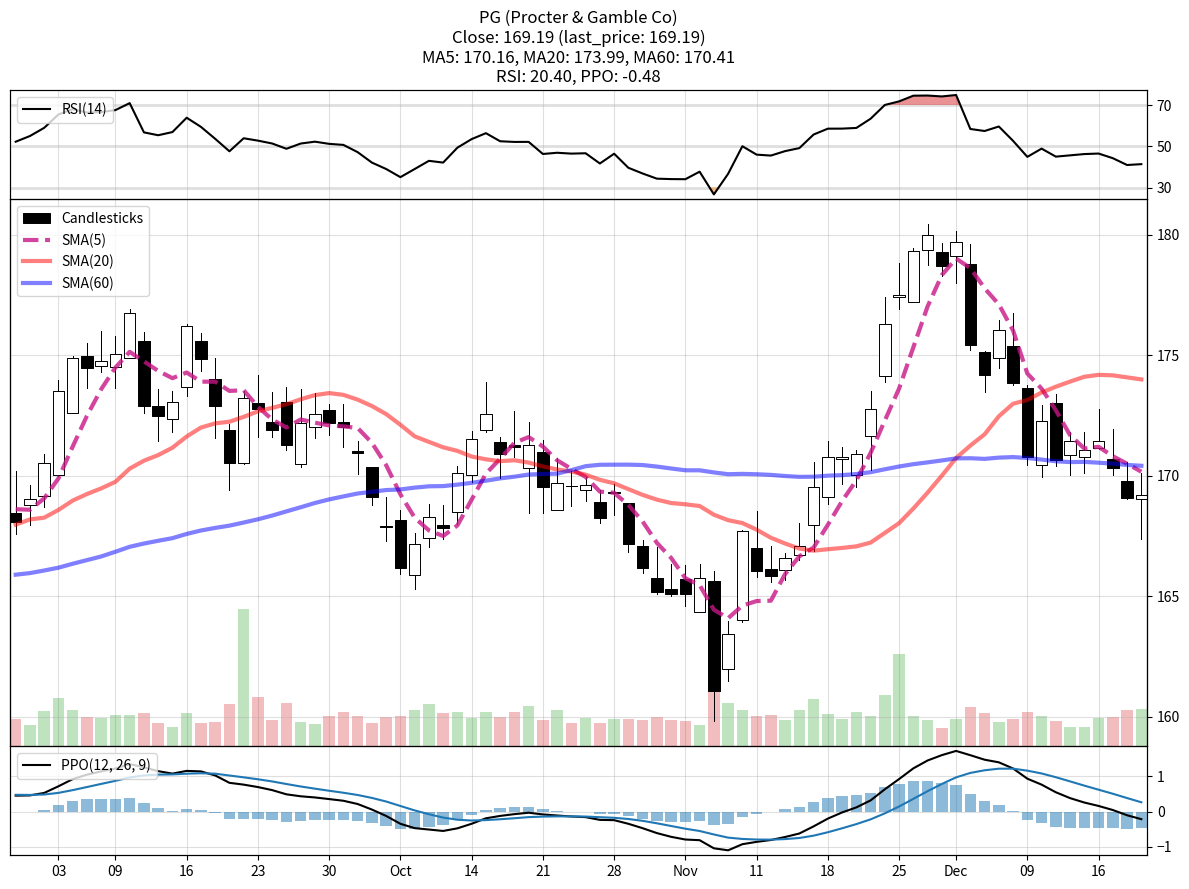 PG (Procter & Gamble Co)
Close: 169.19 (last_price: 169.19)
MA5: 170.16, MA20: 173.99, MA60: 170.41
RSI: 20.40, PPO: -0.48
RSI(14)
70
50
30
Candlesticks
SMA(5)
SMA(20)
SMA(60)
180
175
170
165
160
PPO(12, 26, 9)
1
0
−1
03 09 16 23 30 Oct 14 21 28 Nov 11 18 25 Dec 09 16